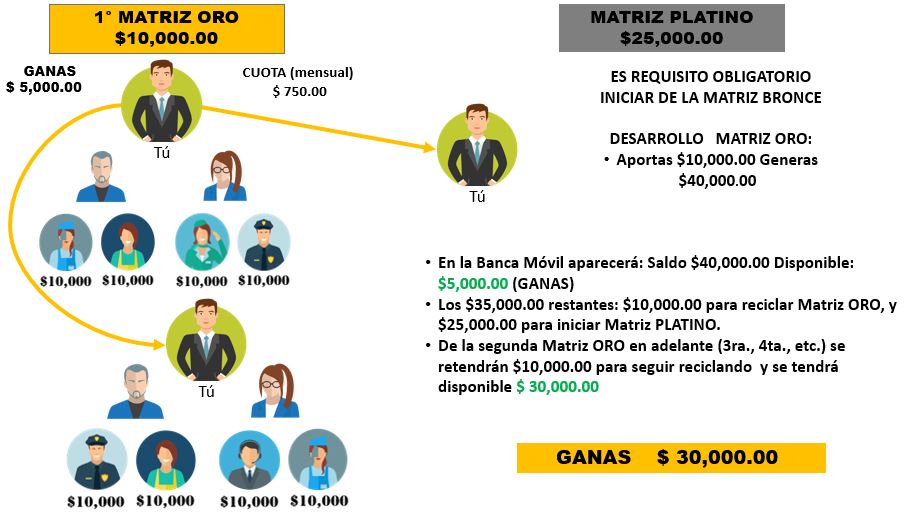 1° MATRIZ ORO
$10,000.00
MATRIZ PLATINO
$25,000.00
GANAS
$ 5,000.00
CUOTA (mensual)
$ 750.00
Tú
Tú
ES REQUISITO OBLIGATORIO
INICIAR DE LA MATRIZ BRONCE
DESARROLLO MATRIZ ORO:
• Aportas $10,000.00 Generas
$40,000.00
$10,000 $10,000 $10,000 $10,000
• En la Banca Móvil aparecerá: Saldo $40,000.00 Disponible:
$5,000.00 (GANAS)
• Los $35,000.00 restantes: $10,000.00 para reciclar Matriz ORO, y
$25,000.00 para iniciar Matriz PLATINO.
• De la segunda Matriz ORO en adelante (3ra., 4ta., etc.) se
retendrán $10,000.00 para seguir reciclando y se tendrá
disponible $ 30,000.00
Tú
$10,000 $10,000 $10,000 $10,000
GANAS $ 30,000.00